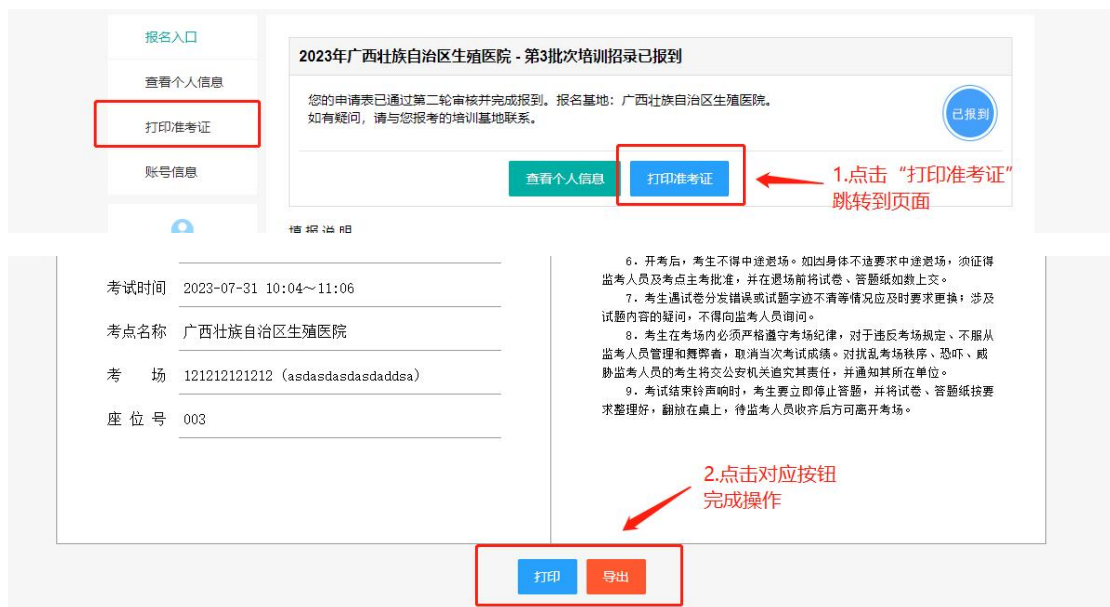 报名入口
查看个人信息
打印准考证
账号信息
2023年广西壮族自治区生殖医院 - 第3批次培训招录已报到
您的申请表已通过第二轮审核并完成报到。报名基地：广西壮族自治区生殖医院。
如有疑问，请与您报考的培训基地联系。
已报到
查看个人信息
打印准考证
1.点击“打印准考证”
跳转到页面
填报说明
考试时间 2023-07-31 10:04～11:06
考点名称 广西壮族自治区生殖医院
考 场 121212121212（asdasdasdasdaddsa）
座位号 003
6. 开考后，考生不得中途退场。如因身体不适要求中途退场，须征得
监考人员及考点主考批准，并在退场前将试卷、答题纸如数上交。
7. 考生遇试卷分发错误或试题字迹不清等情况应及时要求更换；涉及
试题内容的疑问，不得向监考人员询问。
8. 考生在考场内必须严格遵守考场纪律，对于违反考场规定、不服从
监考人员管理和舞弊者，取消当次考试成绩。对扰乱考场秩序、恐吓、威
胁监考人员的考生将交公安机关追究其责任，并通知其所在单位。
9. 考试结束铃声响时，考生要立即停止答题，并将试卷、答题纸按要
求整理好，翻放在桌上，待监考人员收齐后方可离开考场。
2.点击对应按钮
完成操作
打印
导出